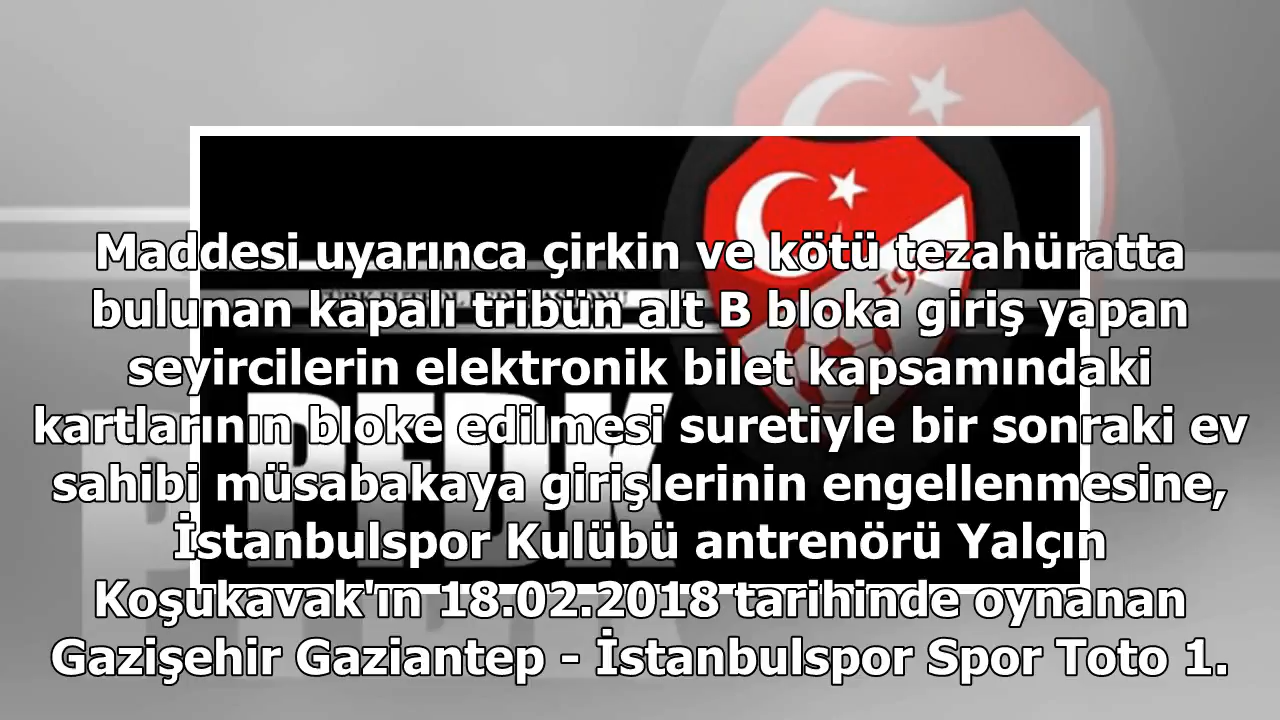 Maddesi uyarınca çirkin ve kötü tezahüratta
bulunan kapalı tribün alt B bloka giriş yapan
seyircilerin elektronik bilet kapsamındaki
kartlarının bloke edilmesi suretiyle bir sonraki ev
sahibi müsabakaya girişlerinin engellenmesine,
İstanbulspor Kulübü antrenörü Yalçın
Koşukavak'ın 18.02.2018 tarihinde oynanan
Gazişehir Gaziantep - İstanbulspor Spor Toto 1.
PFDK